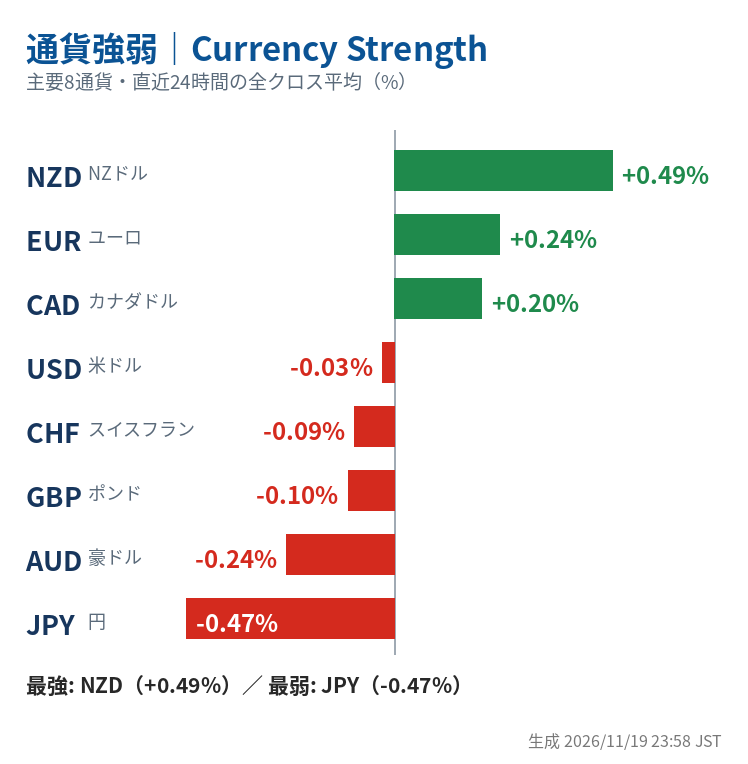 通貨強弱｜Currency Strength
主要8通貨・直近24時間の全クロス平均（%）
NZD NZドル +0.49%
EUR ユーロ +0.24%
CAD カナダドル +0.20%
USD 米ドル -0.03%
CHF スイスフラン -0.09%
GBP ポンド -0.10%
AUD 豪ドル -0.24%
JPY 円 -0.47%
最強: NZD（+0.49%）／ 最弱: JPY（-0.47%）
生成 2026/11/19 23:58 JST